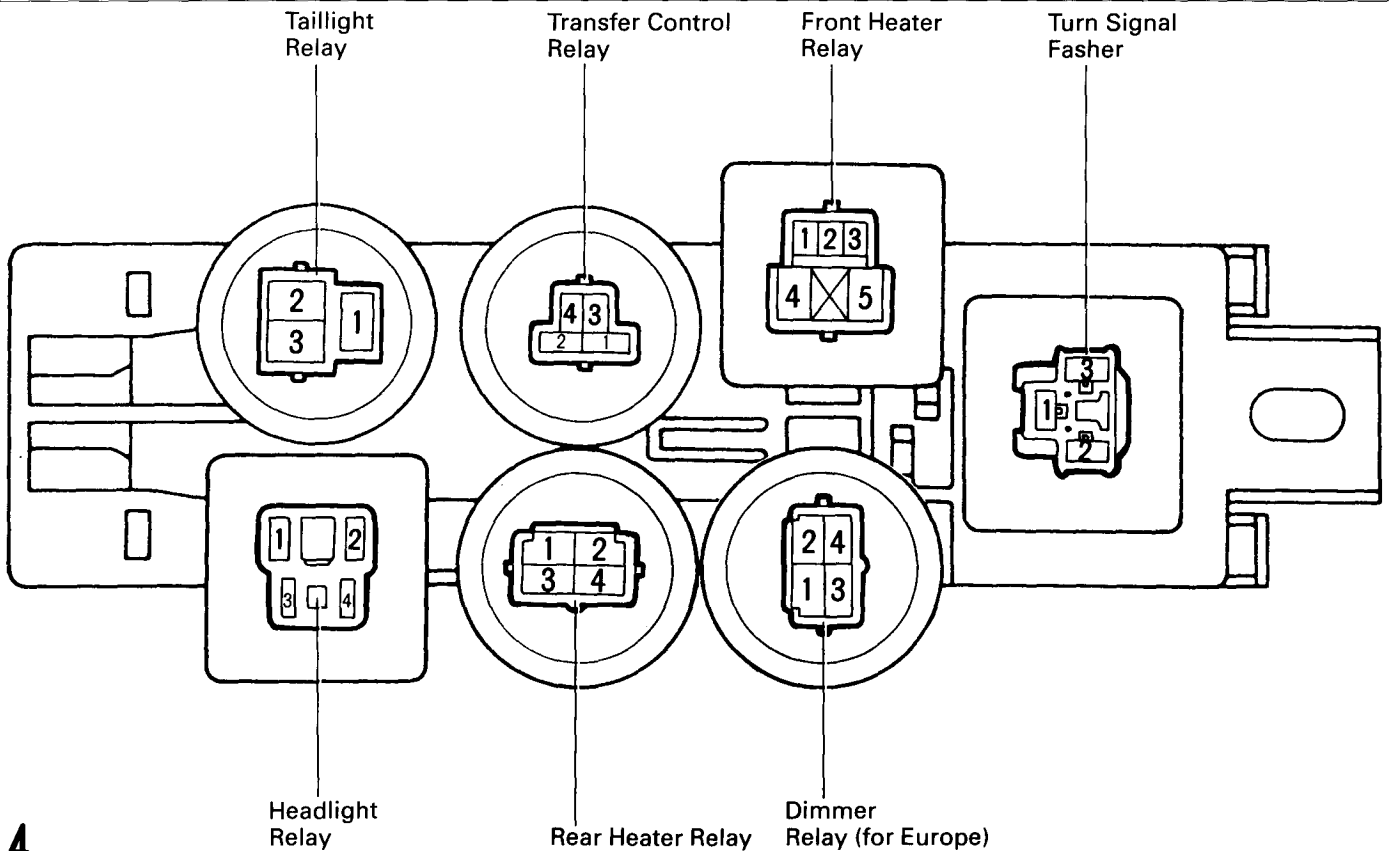 Taillight
Relay
Transfer Control
Relay
Front Heater
Relay
Turn Signal
Fasher
2
3
1
4 3
2 1
1 2 3
4 5
3
1
2
1 2
3 4
1 2
3 4
2 4
1 3
Headlight
Relay
Rear Heater Relay
Dimmer
Relay (for Europe)
4